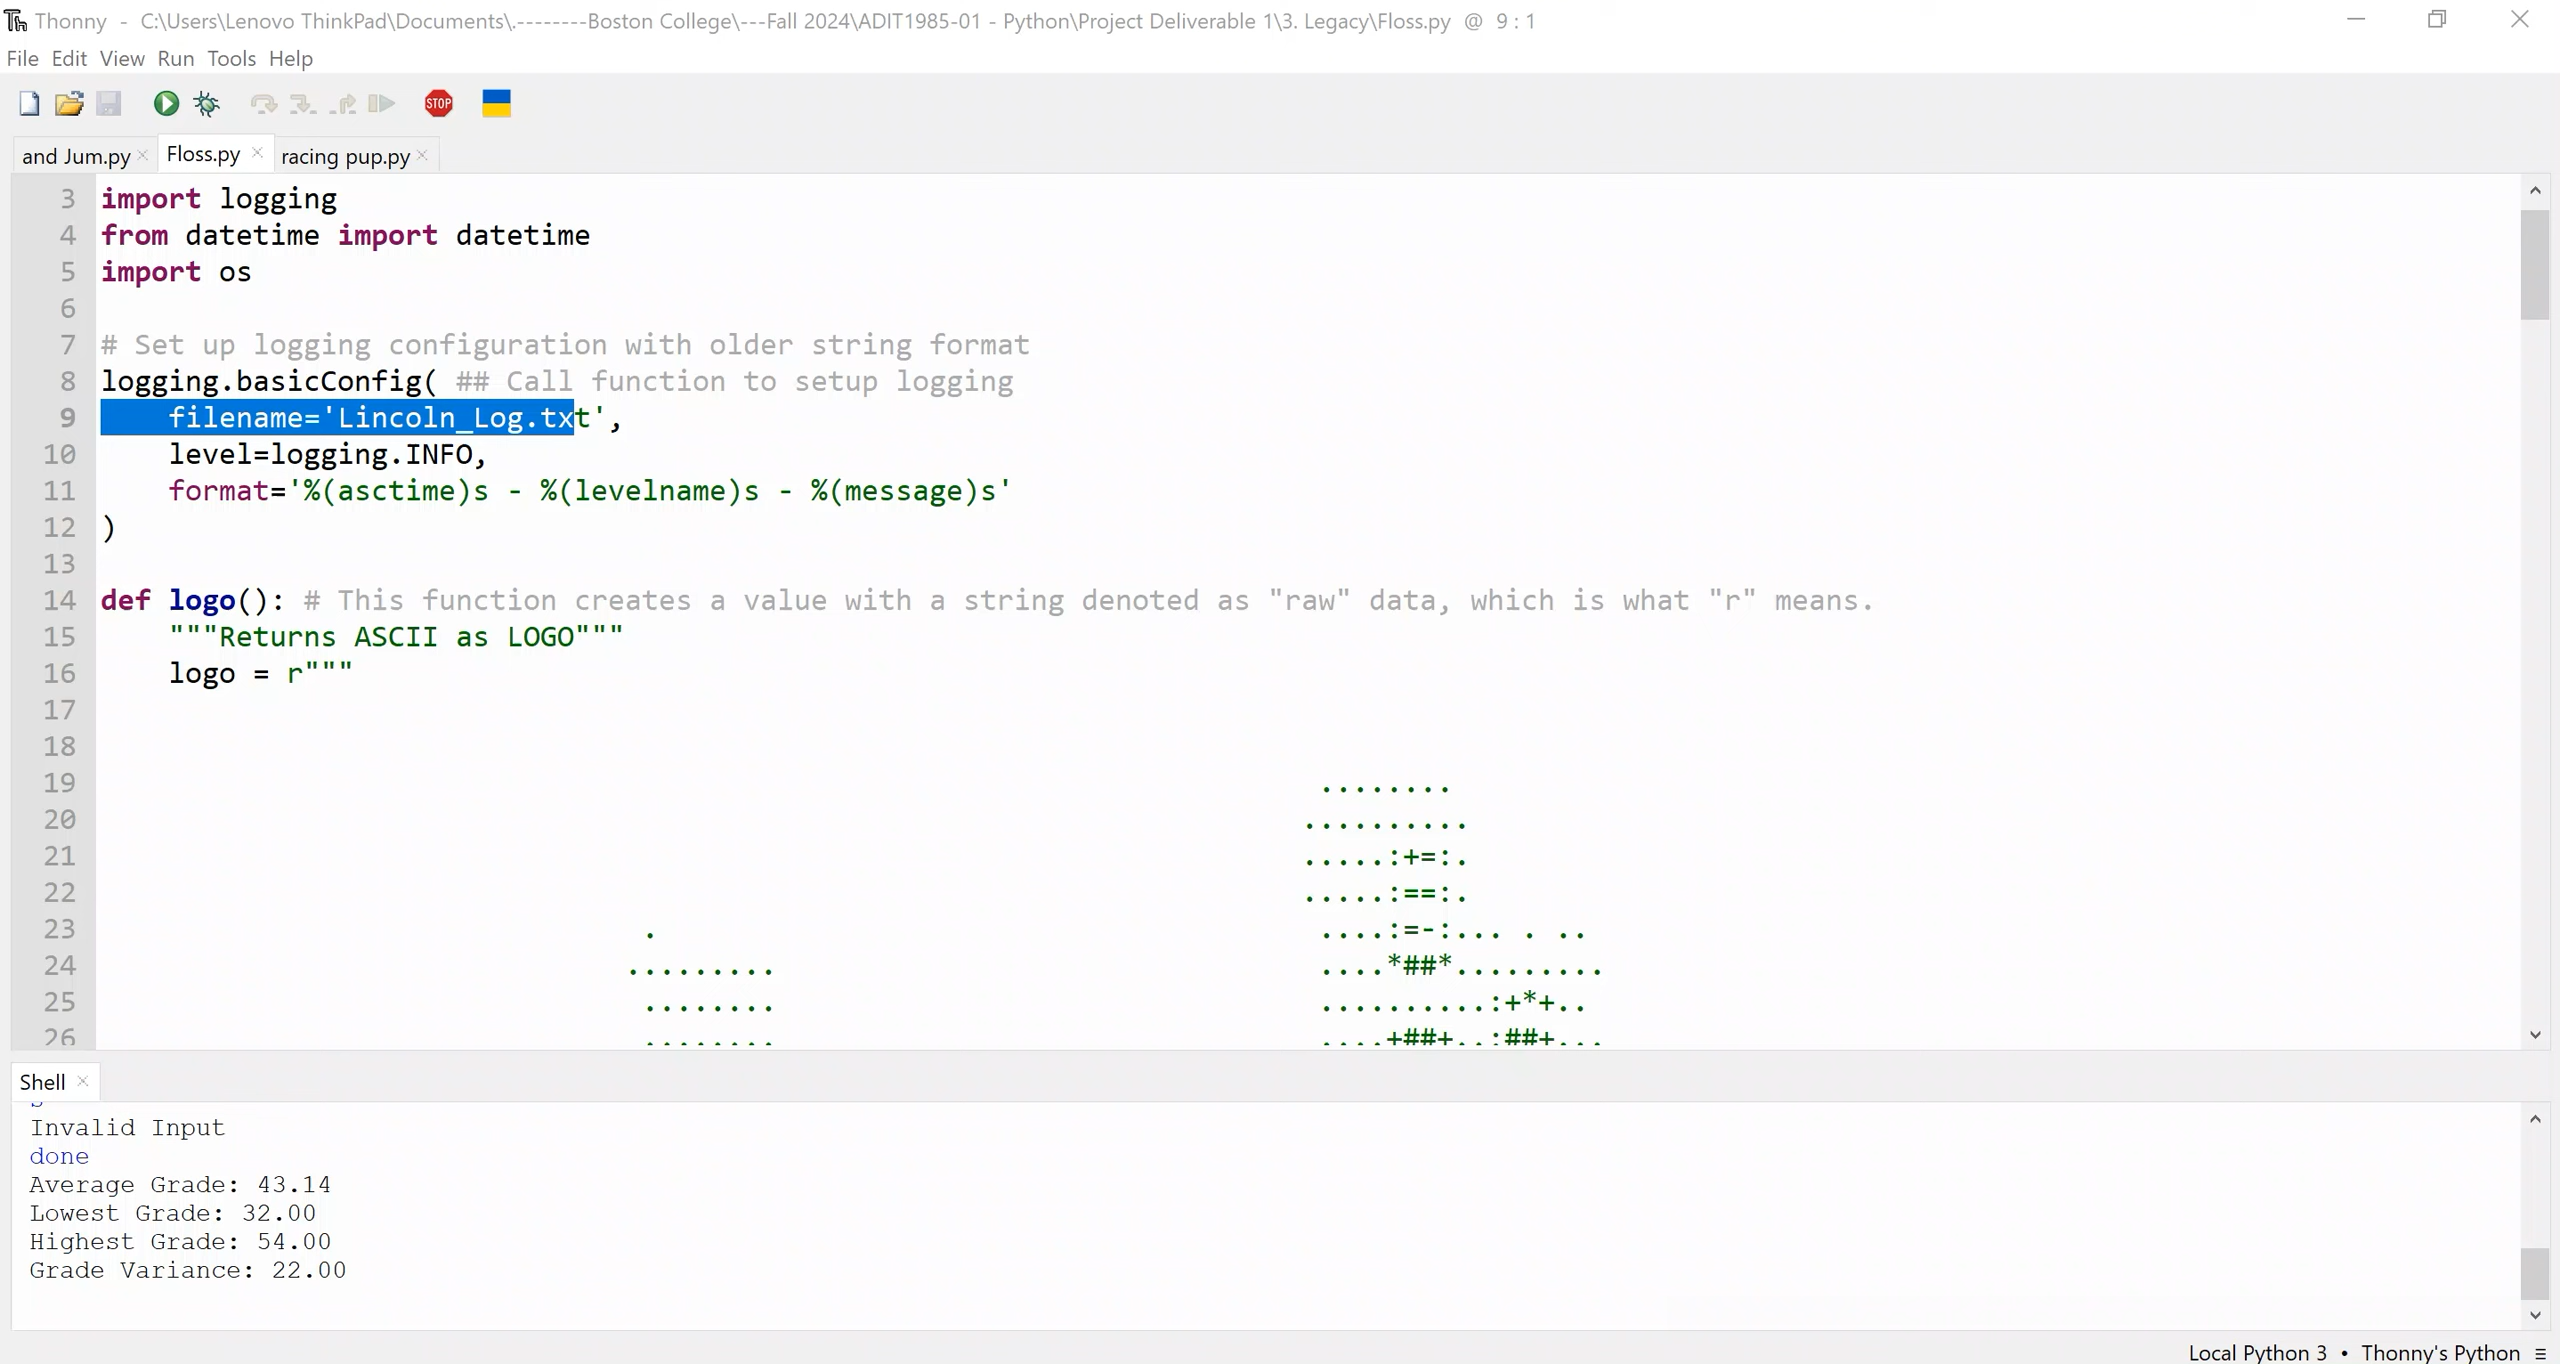 Thonny - C:\Users\Lenovo ThinkPad\Documents\.--------Boston College\---Fall 2024\ADIT1985-01 - Python\Project Deliverable 1\3. Legacy\Floss.py @ 9 : 1
File Edit View Run Tools Help
STOP
and Jum.py Floss.py racing pup.py
3 import logging
4 from datetime import datetime
5 import os
6
7 # Set up logging configuration with older string format
8 logging.basicConfig( ## Call function to setup logging
9     filename='Lincoln_Log.txt',
10     level=logging.INFO,
11     format='%(asctime)s - %(levelname)s - %(message)s'
12 )
13
14 def logo(): # This function creates a value with a string denoted as "raw" data, which is what "r" means.
15     """Returns ASCII as LOGO"""
16     logo = r"""
17
18
19 ........
20 ..........
21 .....:+=:.
22 .....:==:.
23 . ....:=-:... . ..
24 ......... ....*##*.........
25 ........ ..........:+*+..
26 ........ ....+##+..:##+...
Shell
Invalid Input
done
Average Grade: 43.14
Lowest Grade: 32.00
Highest Grade: 54.00
Grade Variance: 22.00
Local Python 3 • Thonny's Python ≡